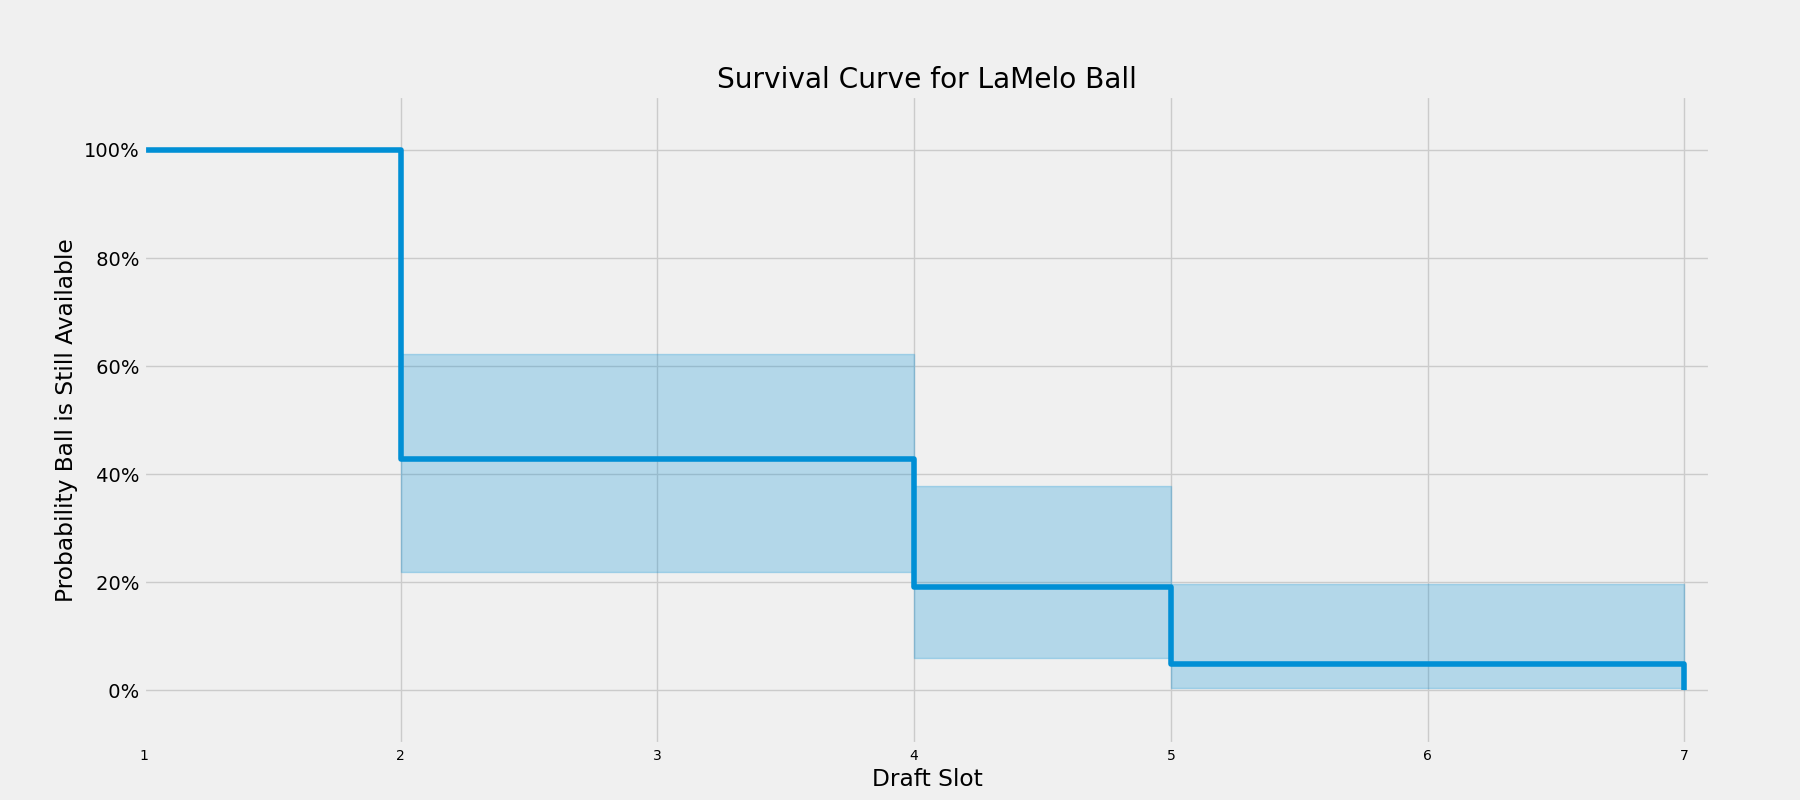 Survival Curve for LaMelo Ball
Probability Ball is Still Available
100%
80%
60%
40%
20%
0%
1 2 3 4 5 6 7
Draft Slot